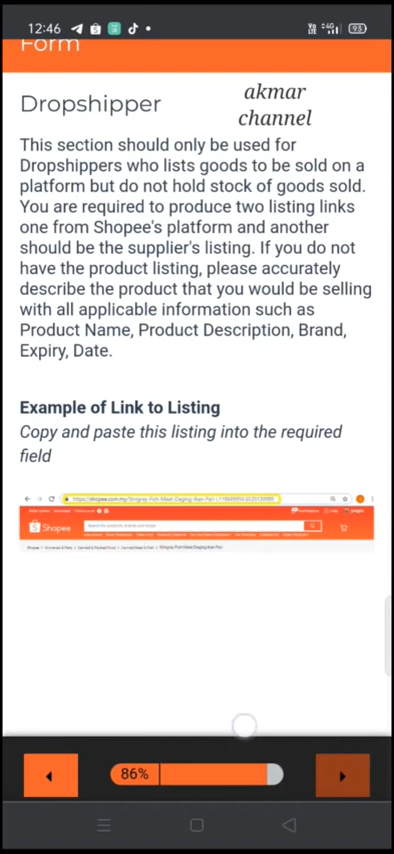 12:46
93
Form
Dropshipper
akmar
channel
This section should only be used for
Dropshippers who lists goods to be sold on a
platform but do not hold stock of goods sold.
You are required to produce two listing links
one from Shopee's platform and another
should be the supplier's listing. If you do not
have the product listing, please accurately
describe the product that you would be selling
with all applicable information such as
Product Name, Product Description, Brand,
Expiry, Date.
Example of Link to Listing
Copy and paste this listing into the required
field
Shopee
86%